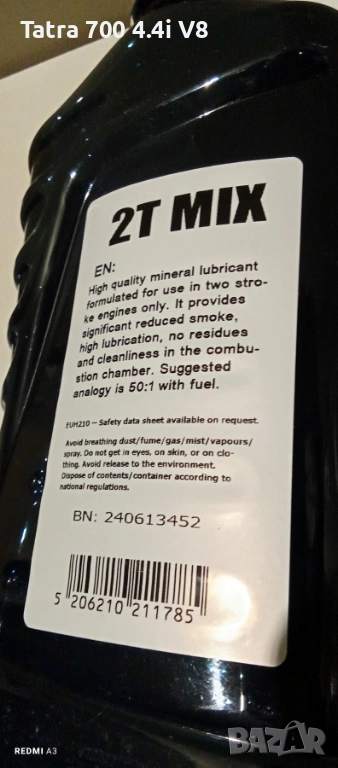 Tatra 700 4.4i V8
2T MIX
EN:
High quality mineral lubricant
formulated for use in two stro-
ke engines only. It provides
significant reduced smoke,
high lubrication, no residues
and cleanliness in the combu-
stion chamber. Suggested
analogy is 50:1 with fuel.
EUH210 – Safety data sheet available on request.
Avoid breathing dust/fume/gas/mist/vapours/
spray. Do not get in eyes, on skin, or on clo-
thing. Avoid release to the environment.
Dispose of contents/container according to
national regulations.
BN: 240613452
5 206210 211785
REDMI A3
BAZAR